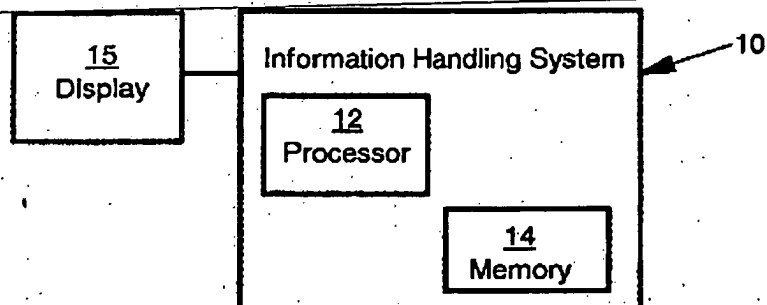 15
Display
Information Handling System
10
12
Processor
14
Memory